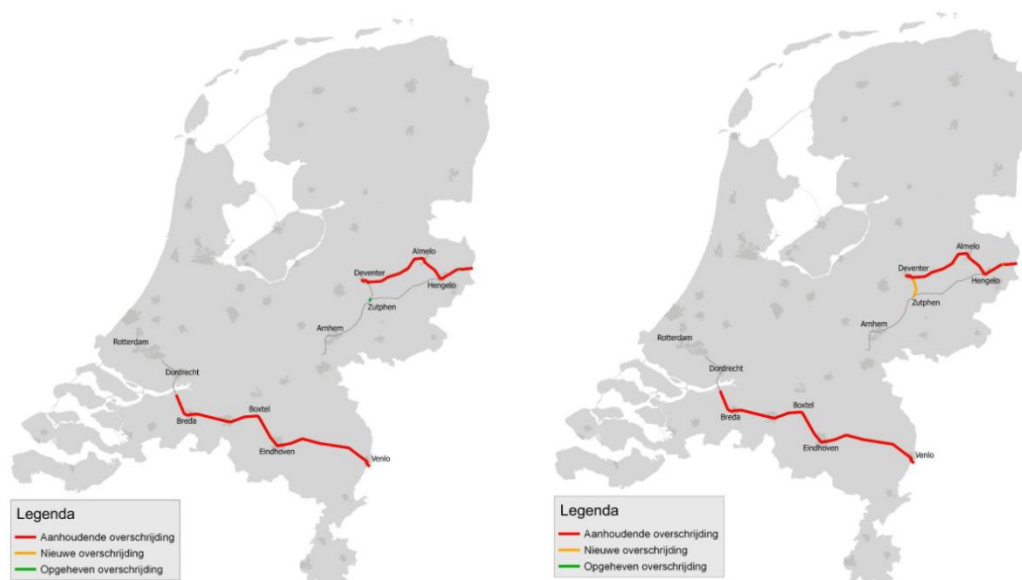 Almelo
Deventer
Hengelo
Zutphen
Arnhem
Rotterdam
Dordrecht
Boxtel
Breda
Eindhoven
Venlo
Legenda
Aanhoudende overschrijding
Nieuwe overschrijding
Opgeheven overschrijding
Almelo
Deventer
Hengelo
Zutphen
Arnhem
Rotterdam
Dordrecht
Boxtel
Breda
Eindhoven
Venlo
Legenda
Aanhoudende overschrijding
Nieuwe overschrijding
Opgeheven overschrijding